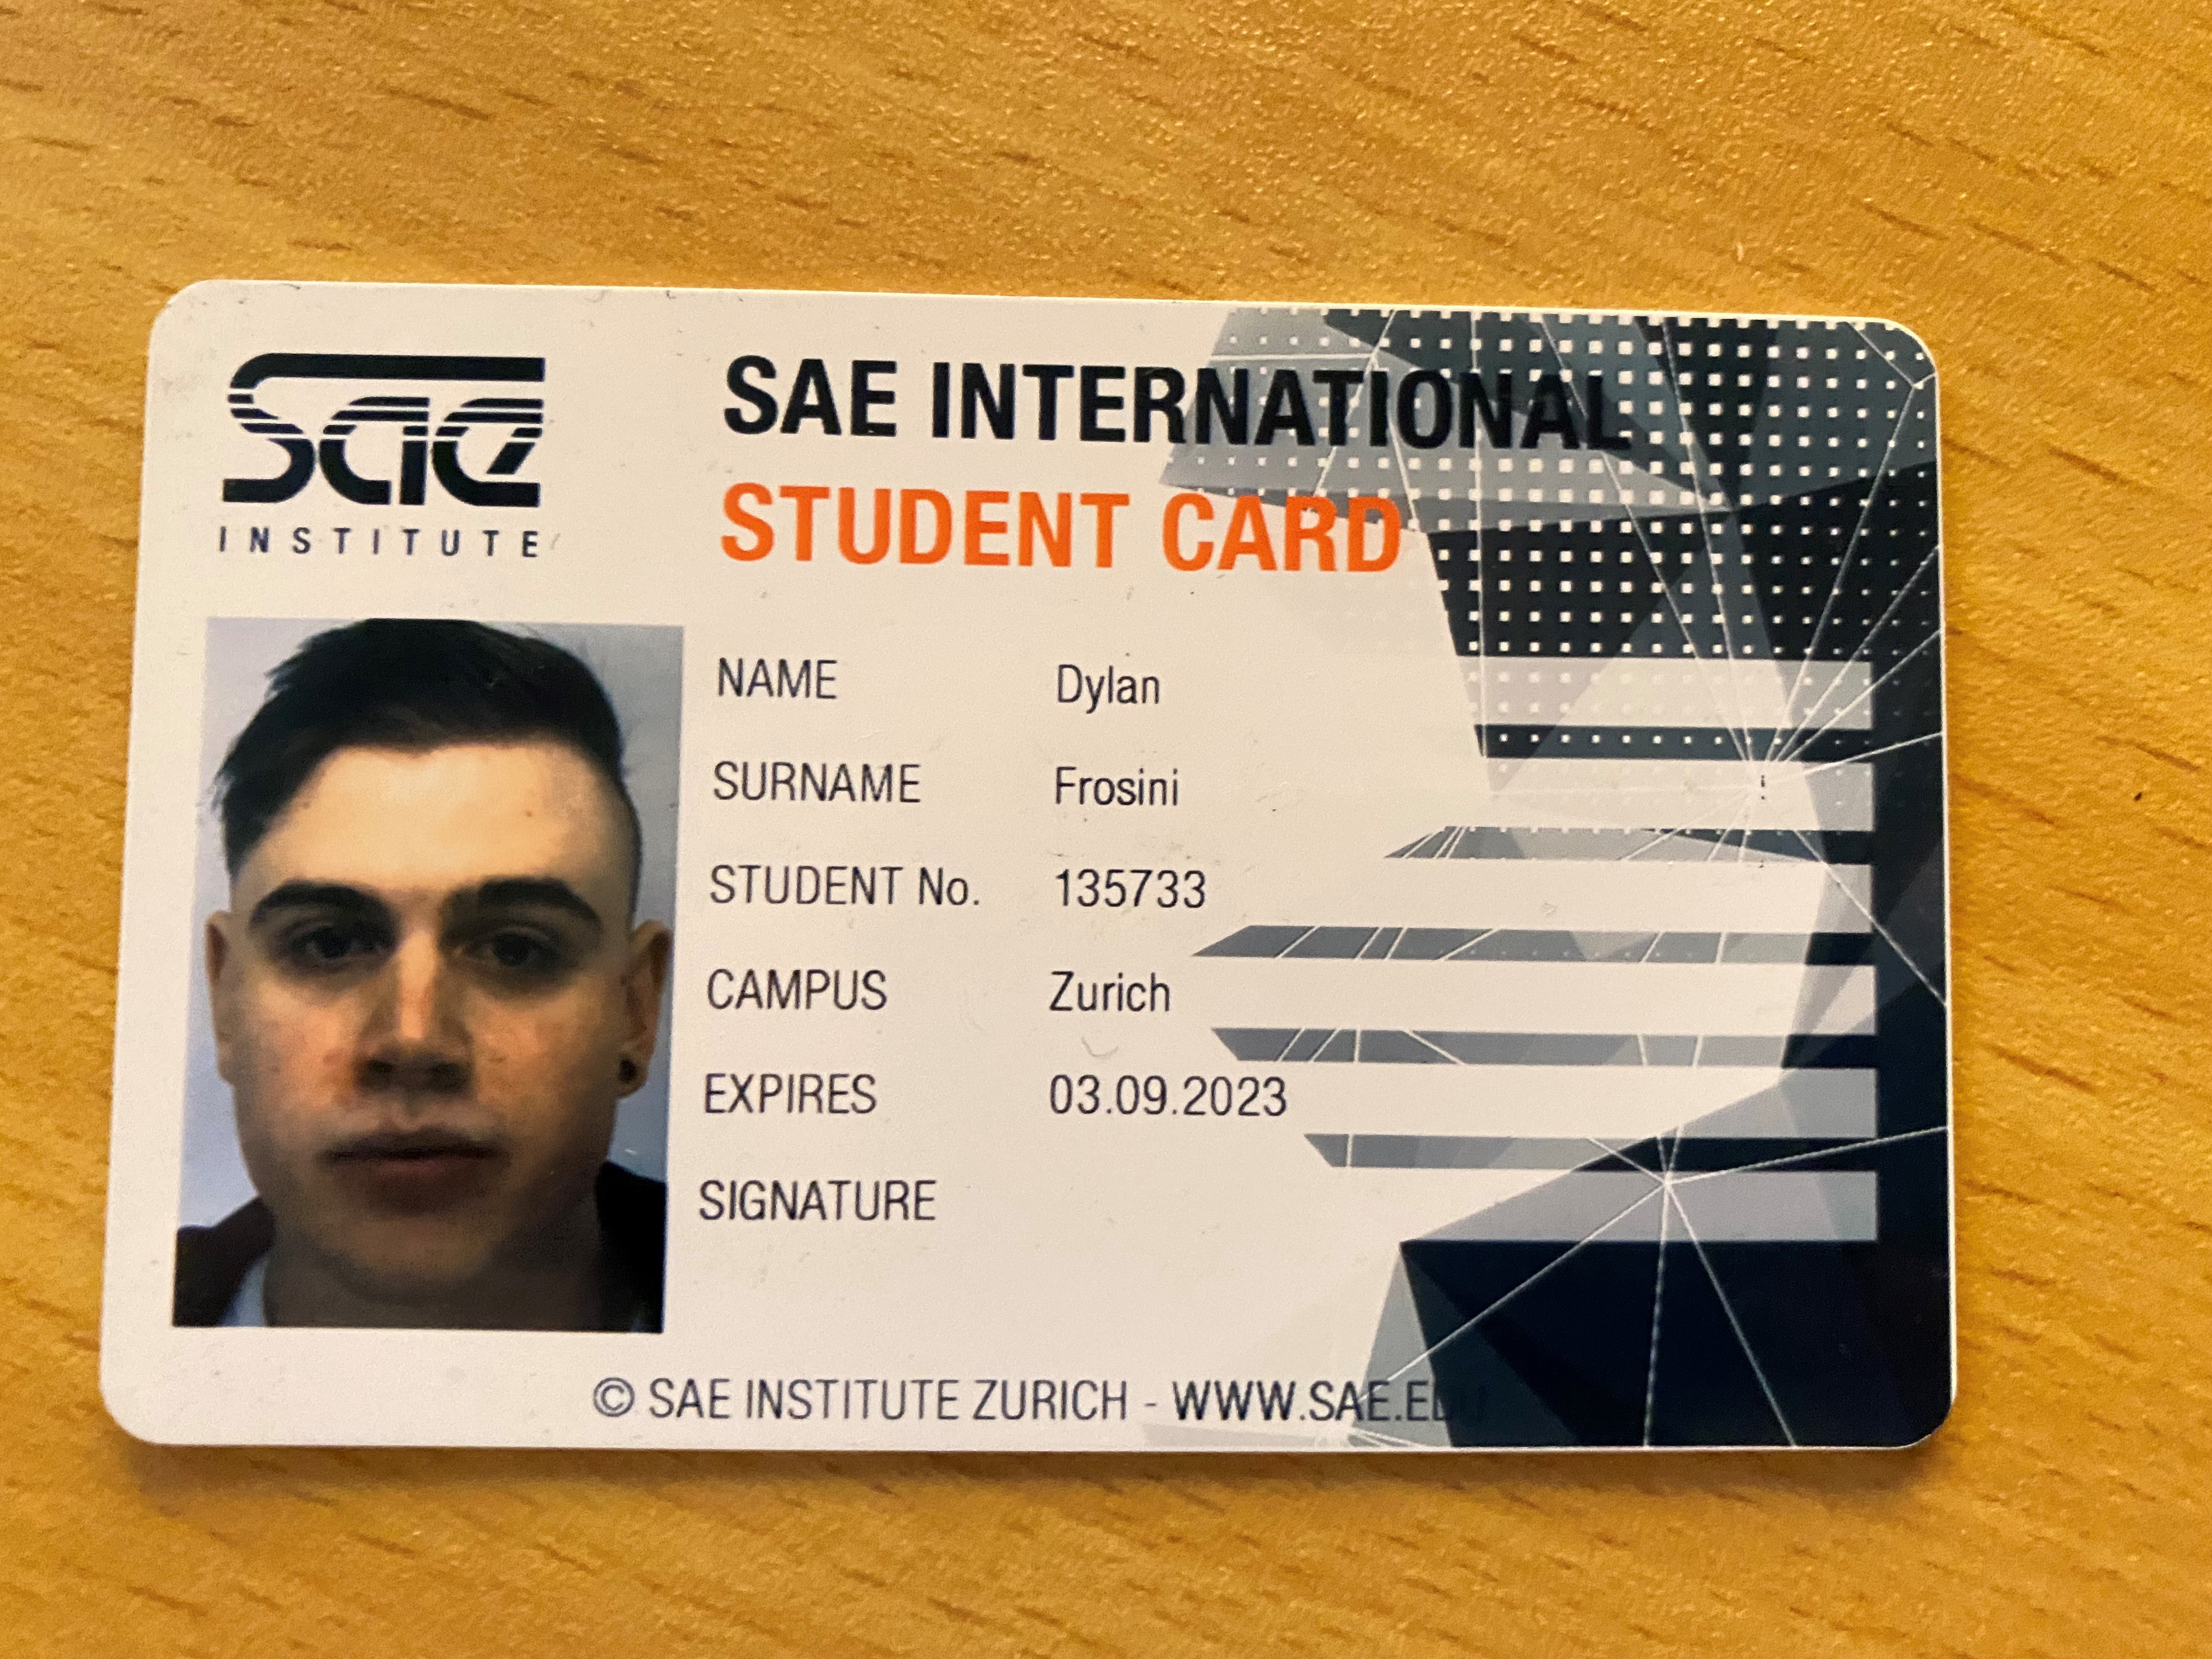 sae
INSTITUTE
SAE INTERNATIONAL
STUDENT CARD
NAME Dylan
SURNAME Frosini
STUDENT No. 135733
CAMPUS Zurich
EXPIRES 03.09.2023
SIGNATURE
© SAE INSTITUTE ZURICH - WWW.SAE.EDU